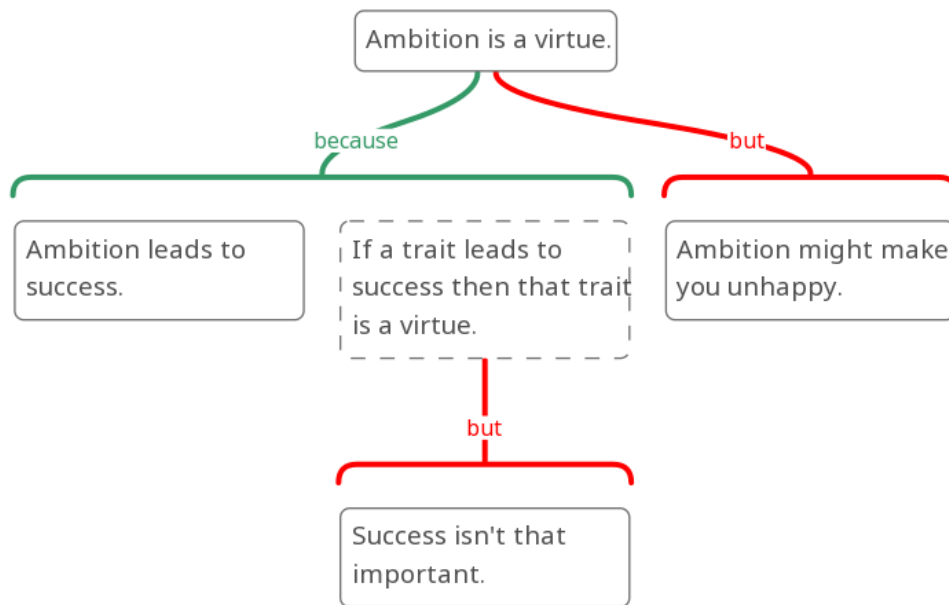 Ambition is a virtue.
because
but
Ambition leads to
success.
If a trait leads to
success then that trait
is a virtue.
Ambition might make
you unhappy.
but
Success isn't that
important.